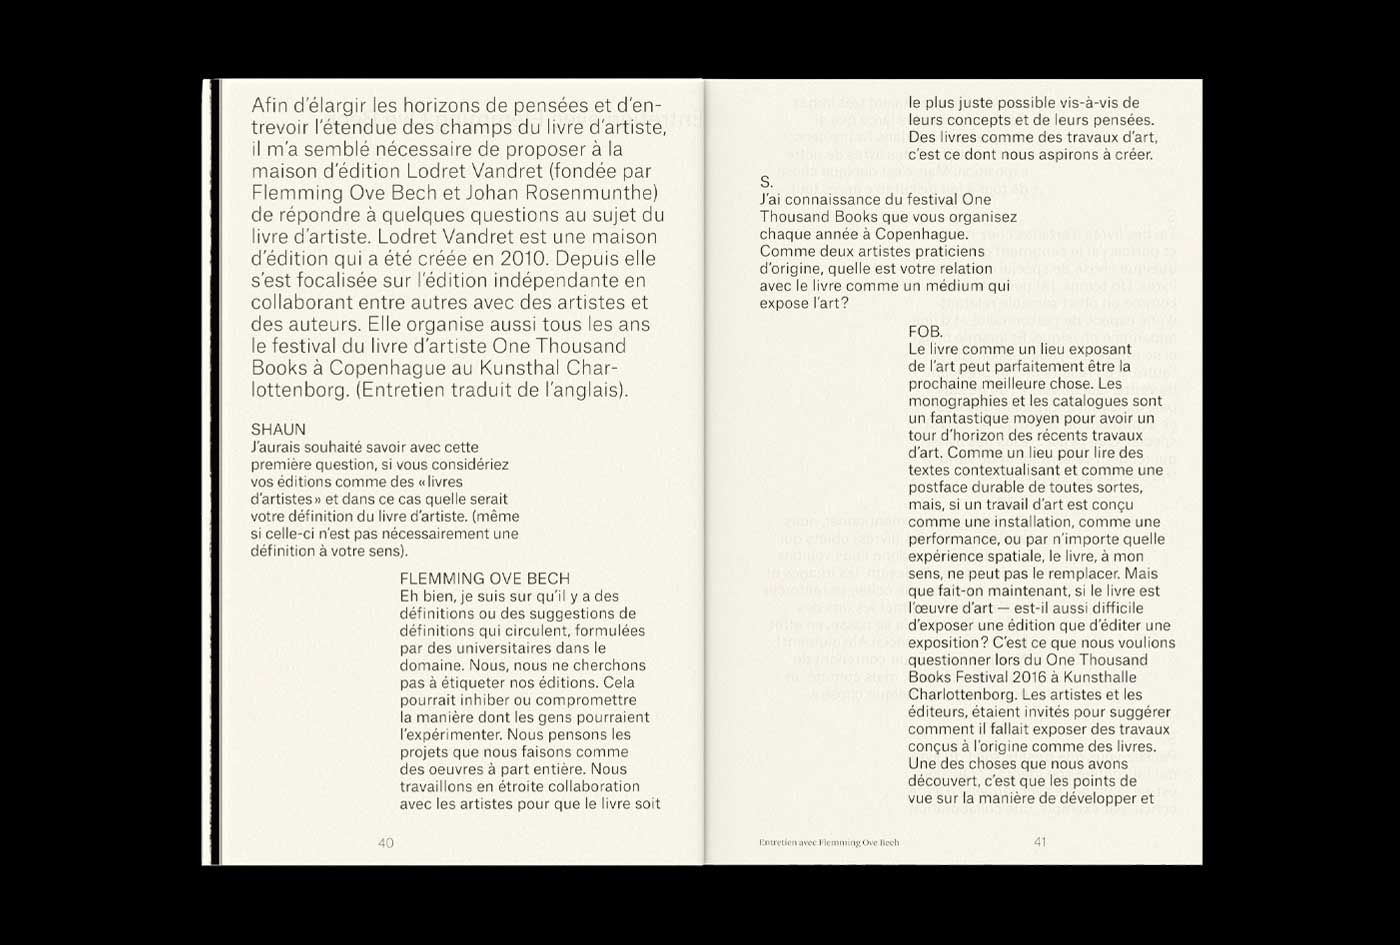 Afin d’élargir les horizons de pensées et d’en-
trevoir l’étendue des champs du livre d’artiste,
il m’a semblé nécessaire de proposer à la
maison d’édition Lodret Vandret (fondée par
Flemming Ove Bech et Johan Rosenmunthe)
de répondre à quelques questions au sujet du
livre d’artiste. Lodret Vandret est une maison
d’édition qui a été créée en 2010. Depuis elle
s’est focalisée sur l’édition indépendante en
collaborant entre autres avec des artistes et
des auteurs. Elle organise aussi tous les ans
le festival du livre d’artiste One Thousand
Books à Copenhague au Kunsthal Char-
lottenborg. (Entretien traduit de l’anglais).
SHAUN
J’aurais souhaité savoir avec cette
première question, si vous considériez
vos éditions comme des «livres
d’artistes» et dans ce cas quelle serait
votre définition du livre d’artiste. (même
si celle-ci n’est pas nécessairement une
définition à votre sens).
FLEMMING OVE BECH
Eh bien, je suis sur qu’il y a des
définitions ou des suggestions de
définitions qui circulent, formulées
par des universitaires dans le
domaine. Nous, nous ne cherchons
pas à étiqueter nos éditions. Cela
pourrait inhiber ou compromettre
la manière dont les gens pourraient
l’expérimenter. Nous pensons les
projets que nous faisons comme
des oeuvres à part entière. Nous
travaillons en étroite collaboration
avec les artistes pour que le livre soit
40
le plus juste possible vis-à-vis de
leurs concepts et de leurs pensées.
Des livres comme des travaux d’art,
c’est ce dont nous aspirons à créer.
S.
J’ai connaissance du festival One
Thousand Books que vous organisez
chaque année à Copenhague.
Comme deux artistes praticiens
d’origine, quelle est votre relation
avec le livre comme un médium qui
expose l’art?
FOB.
Le livre comme un lieu exposant
de l’art peut parfaitement être la
prochaine meilleure chose. Les
monographies et les catalogues sont
un fantastique moyen pour avoir un
tour d’horizon des récents travaux
d’art. Comme un lieu pour lire des
textes contextualisant et comme une
postface durable de toutes sortes,
mais, si un travail d’art est conçu
comme une installation, comme une
performance, ou par n’importe quelle
expérience spatiale, le livre, à mon
sens, ne peut pas le remplacer. Mais
que fait-on maintenant, si le livre est
l’œuvre d’art — est-il aussi difficile
d’exposer une édition que d’éditer une
exposition? C’est ce que nous voulions
questionner lors du One Thousand
Books Festival 2016 à Kunsthalle
Charlottenborg. Les artistes et les
éditeurs, étaient invités pour suggérer
comment il fallait exposer des travaux
conçus à l’origine comme des livres.
Une des choses que nous avons
découvert, c’est que les points de
vue sur la manière de développer et
Entretien avec Flemming Ove Bech
41